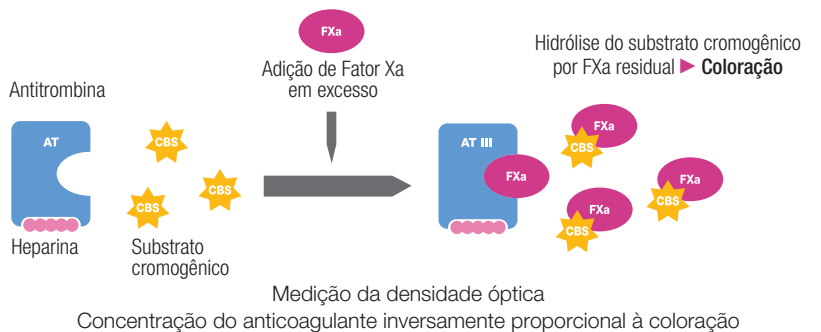 FXa
Adição de Fator Xa
em excesso
Hidrólise do substrato cromogênico
por FXa residual ▶ Coloração
Antitrombina
AT
CBS
CBS
CBS
Heparina
Substrato
cromogênico
AT III
FXa
FXa
CBS
FXa
CBS
FXa
CBS
Medição da densidade óptica
Concentração do anticoagulante inversamente proporcional à coloração